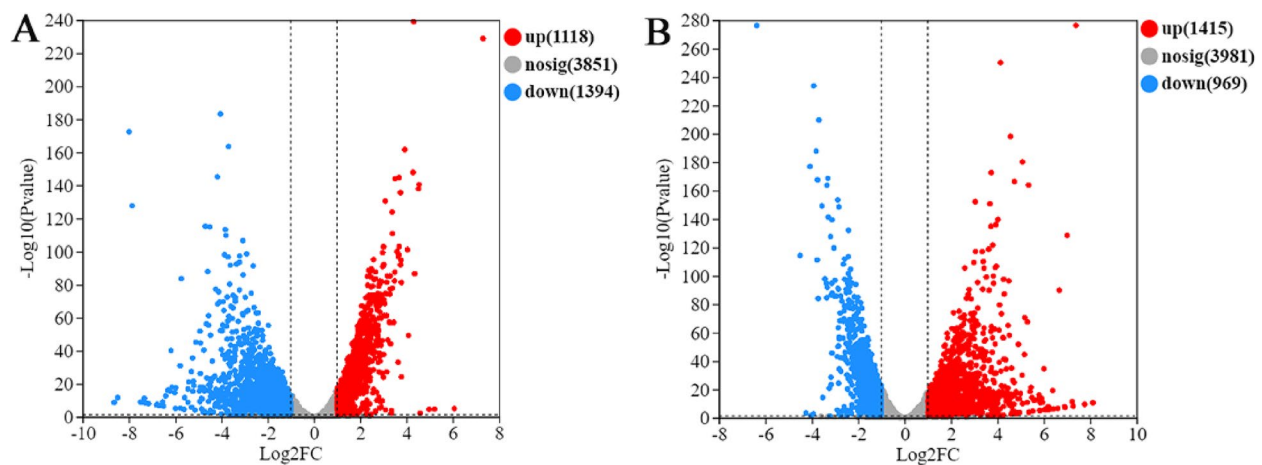 A
240
220
200
180
160
140
120
100
80
60
40
20
0
-Log10(Pvalue)
-10 -8 -6 -4 -2 0 2 4 6 8
Log2FC
up(1118)
nosig(3851)
down(1394)
B
280
260
240
220
200
180
160
140
120
100
80
60
40
20
0
-Log10(Pvalue)
-8 -6 -4 -2 0 2 4 6 8 10
Log2FC
up(1415)
nosig(3981)
down(969)